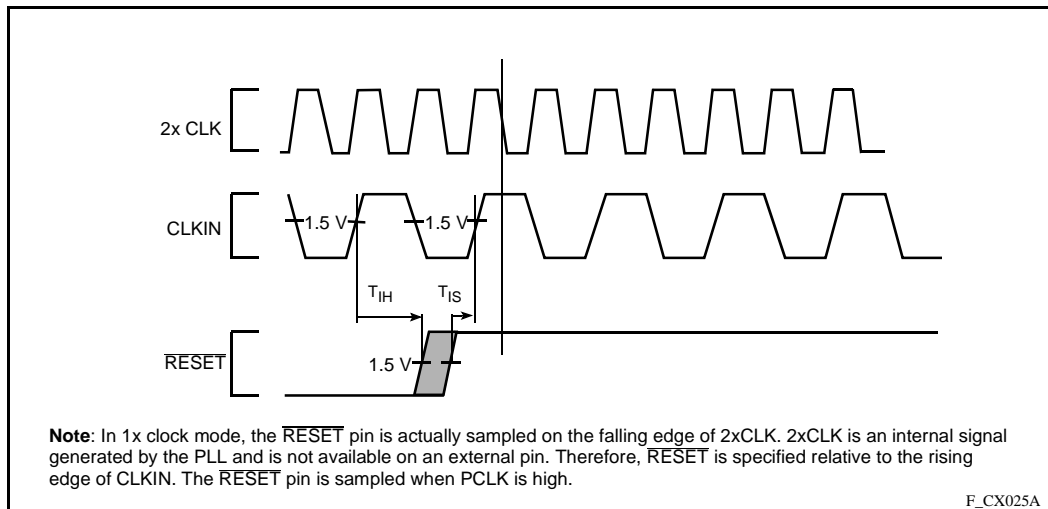 2x CLK
CLKIN
1.5 V
1.5 V
TIH
TIS
RESET
1.5 V
Note: In 1x clock mode, the RESET pin is actually sampled on the falling edge of 2xCLK. 2xCLK is an internal signal
generated by the PLL and is not available on an external pin. Therefore, RESET is specified relative to the rising
edge of CLKIN. The RESET pin is sampled when PCLK is high.
F_CX025A